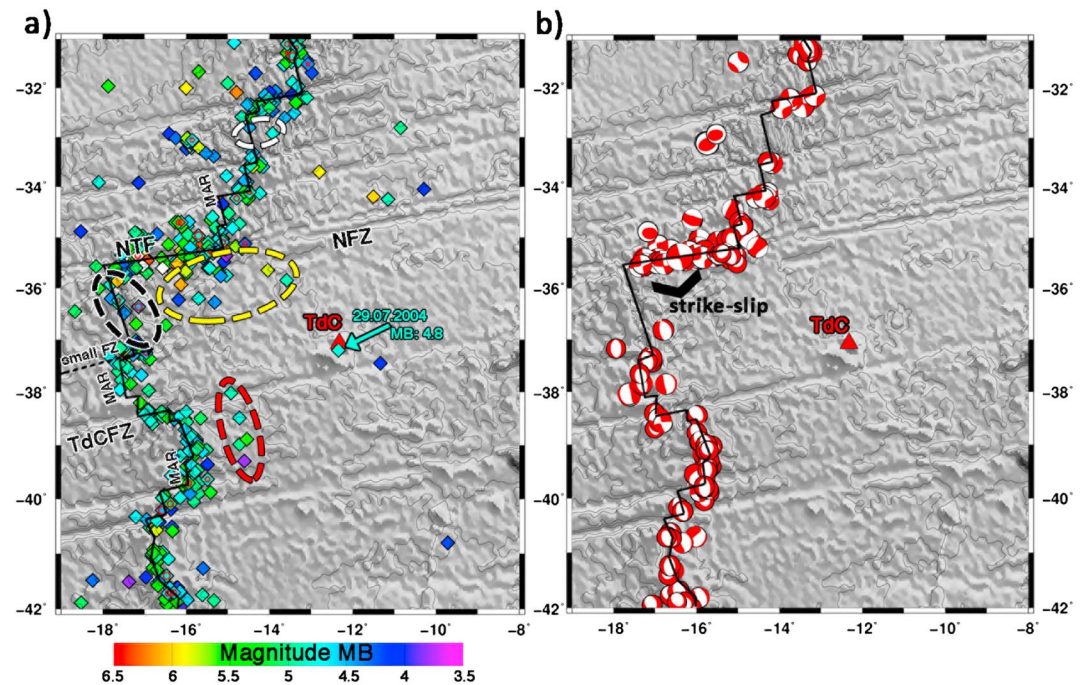 a)
b)
−32˚
−34˚
−36˚
−38˚
−40˚
−42˚
−18
−16
−14
−12
−10
−8˚
MAR
NTF
NFZ
TdC
29.07.2004
MB: 4.8
small FZ
MAR
TdCFZ
MAR
Magnitude MB
6.5
6
5.5
5
4.5
4
3.5
strike-slip
TdC
−32˚
−34˚
−36˚
−38˚
−40˚
−42˚
−18
−16
−14
−12
−10
−8˚